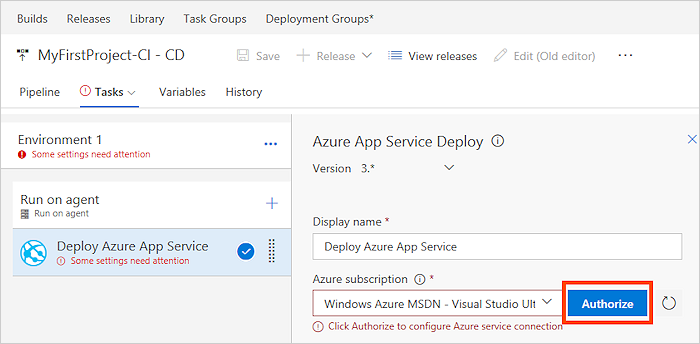 Builds Releases Library Task Groups Deployment Groups*
MyFirstProject-CI - CD Save + Release View releases Edit (Old editor) ...
Pipeline Tasks Variables History
Environment 1 ...
Some settings need attention
Run on agent +
Run on agent
Deploy Azure App Service
Some settings need attention
Azure App Service Deploy
Version 3.*
Display name *
Deploy Azure App Service
Azure subscription *
Windows Azure MSDN - Visual Studio Ult Authorize
Click Authorize to configure Azure service connection